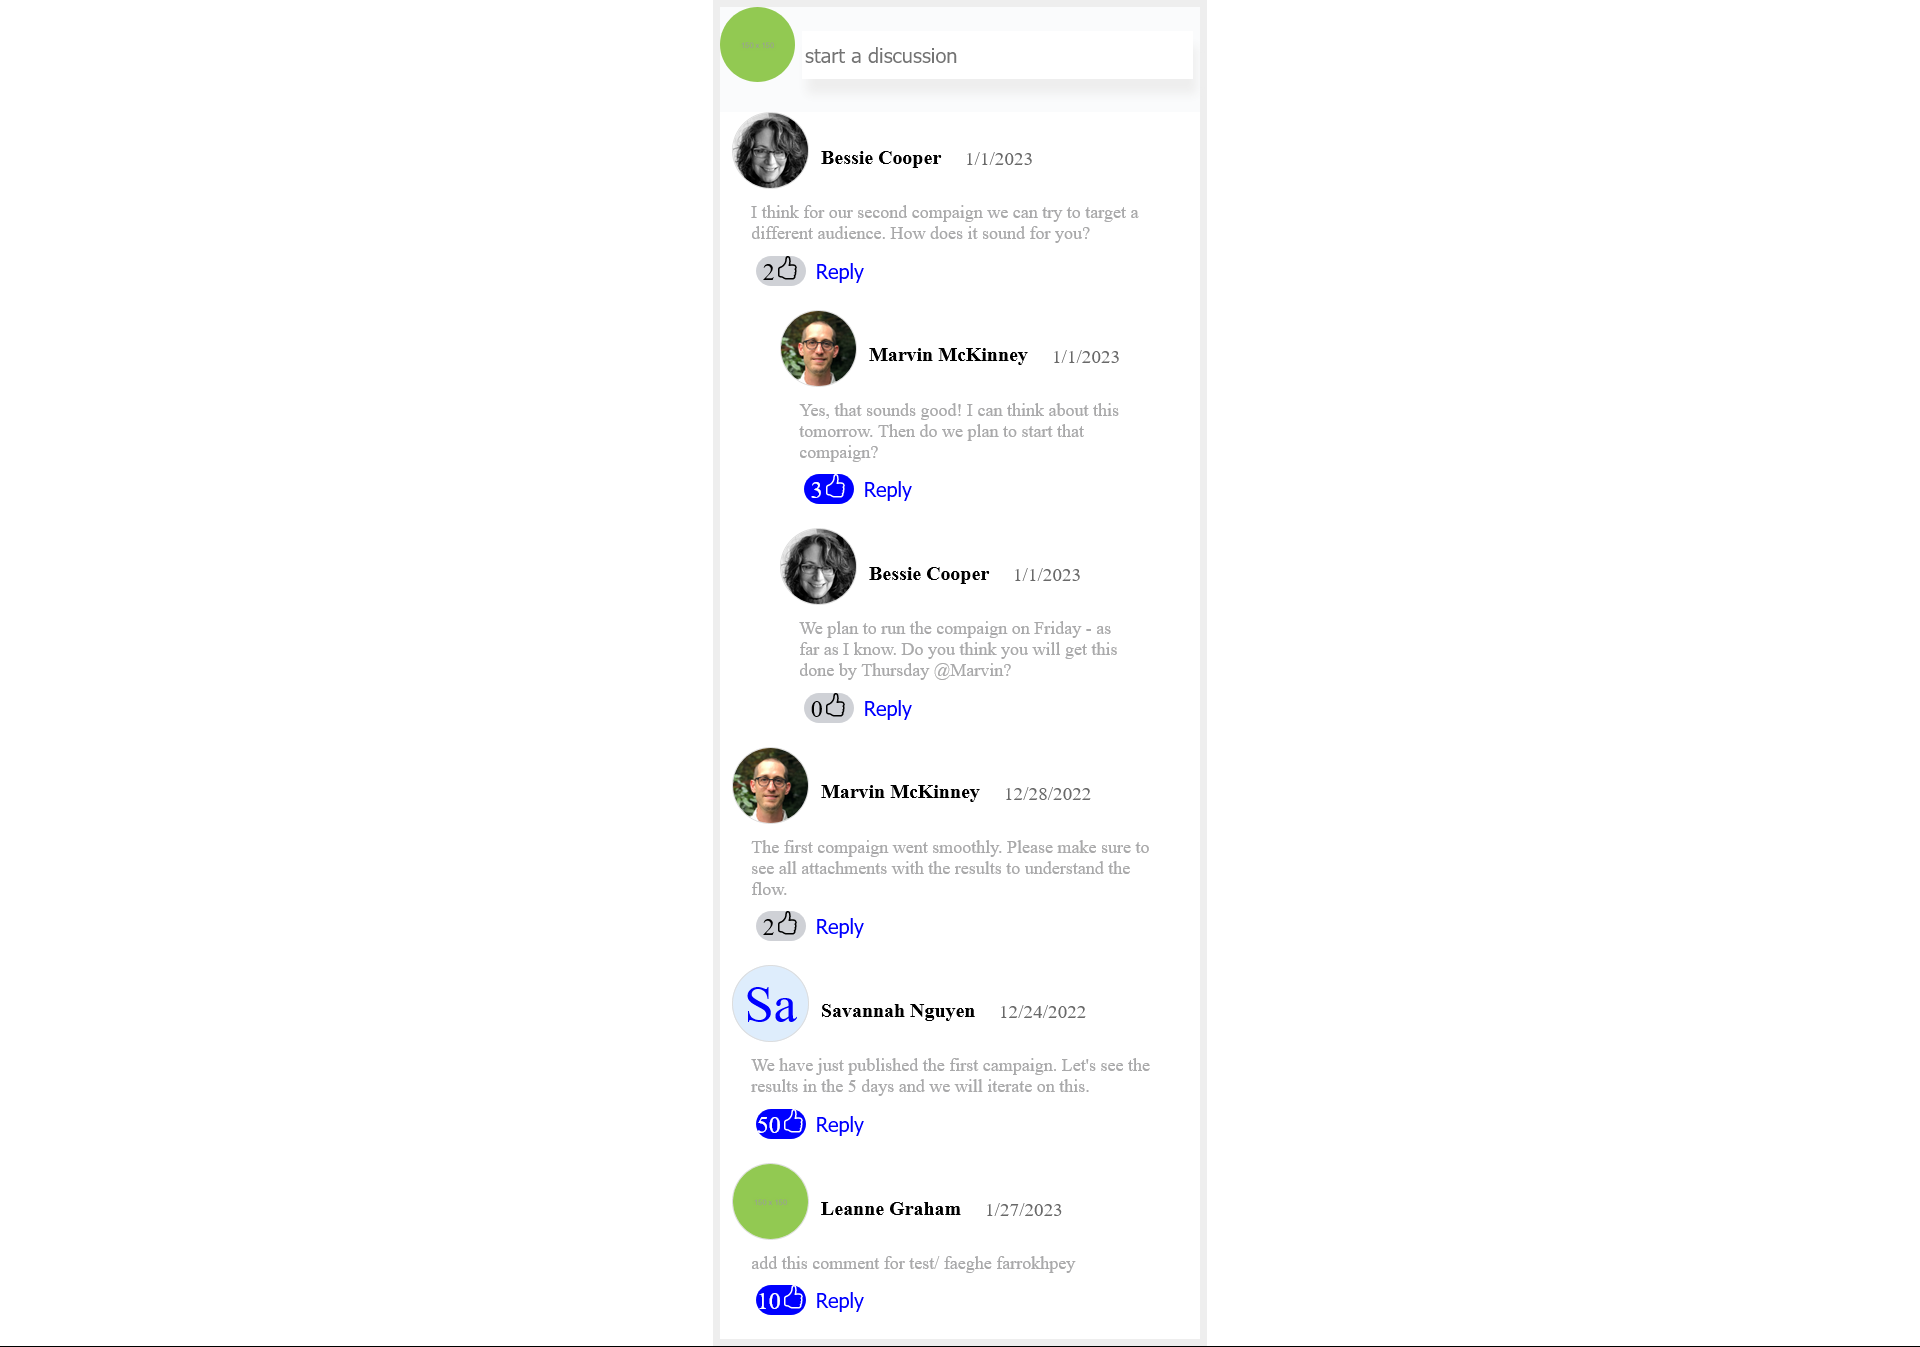 150 x 150
start a discussion
Bessie Cooper 1/1/2023
I think for our second compaign we can try to target a
different audience. How does it sound for you?
2 Reply
Marvin McKinney 1/1/2023
Yes, that sounds good! I can think about this
tomorrow. Then do we plan to start that
compaign?
3 Reply
Bessie Cooper 1/1/2023
We plan to run the compaign on Friday - as
far as I know. Do you think you will get this
done by Thursday @Marvin?
0 Reply
Marvin McKinney 12/28/2022
The first compaign went smoothly. Please make sure to
see all attachments with the results to understand the
flow.
2 Reply
Sa Savannah Nguyen 12/24/2022
We have just published the first campaign. Let's see the
results in the 5 days and we will iterate on this.
50 Reply
150 x 150
Leanne Graham 1/27/2023
add this comment for test/ faeghe farrokhpey
10 Reply